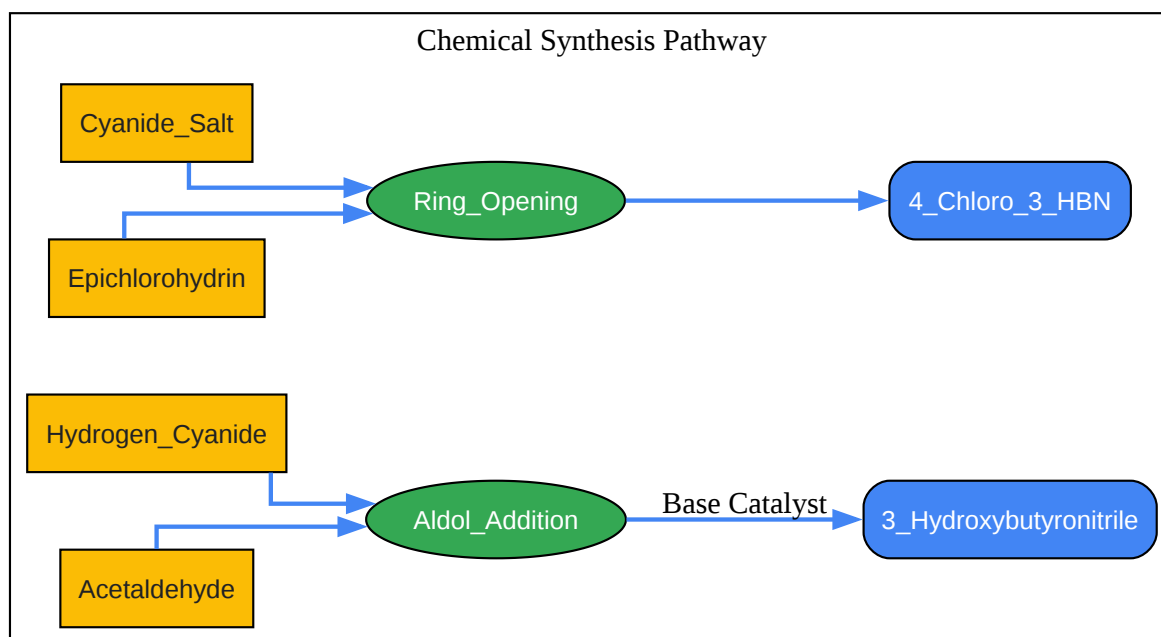 Chemical Synthesis Pathway
Cyanide_Salt
Ring_Opening
4_Chloro_3_HBN
Epichlorohydrin
Hydrogen_Cyanide
Aldol_Addition
Base Catalyst
3_Hydroxybutyronitrile
Acetaldehyde